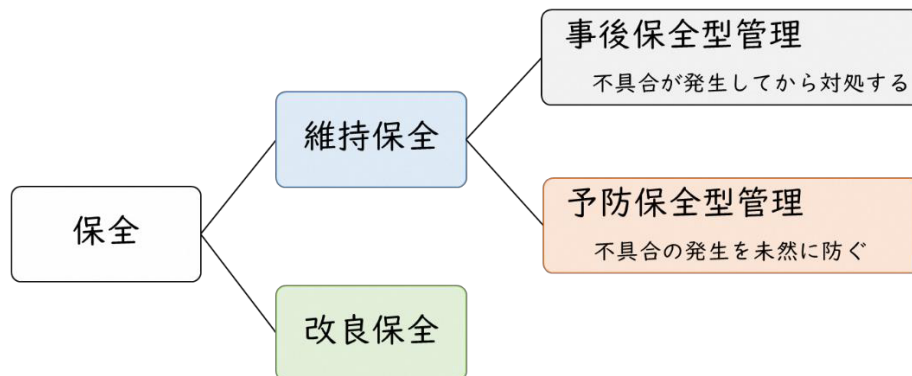 保全
維持保全
改良保全
事後保全型管理
不具合が発生してから対処する
予防保全型管理
不具合の発生を未然に防ぐ